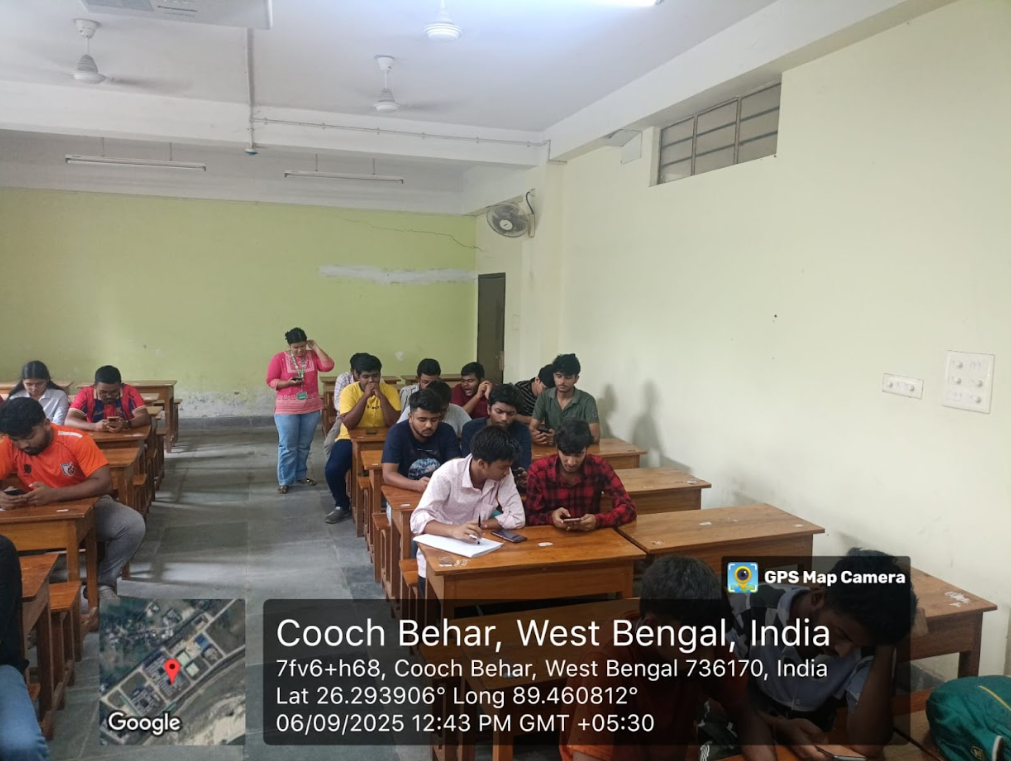 GPS Map Camera
Cooch Behar, West Bengal, India
7fv6+h68, Cooch Behar, West Bengal 736170, India
Lat 26.293906° Long 89.460812°
06/09/2025 12:43 PM GMT +05:30
Google